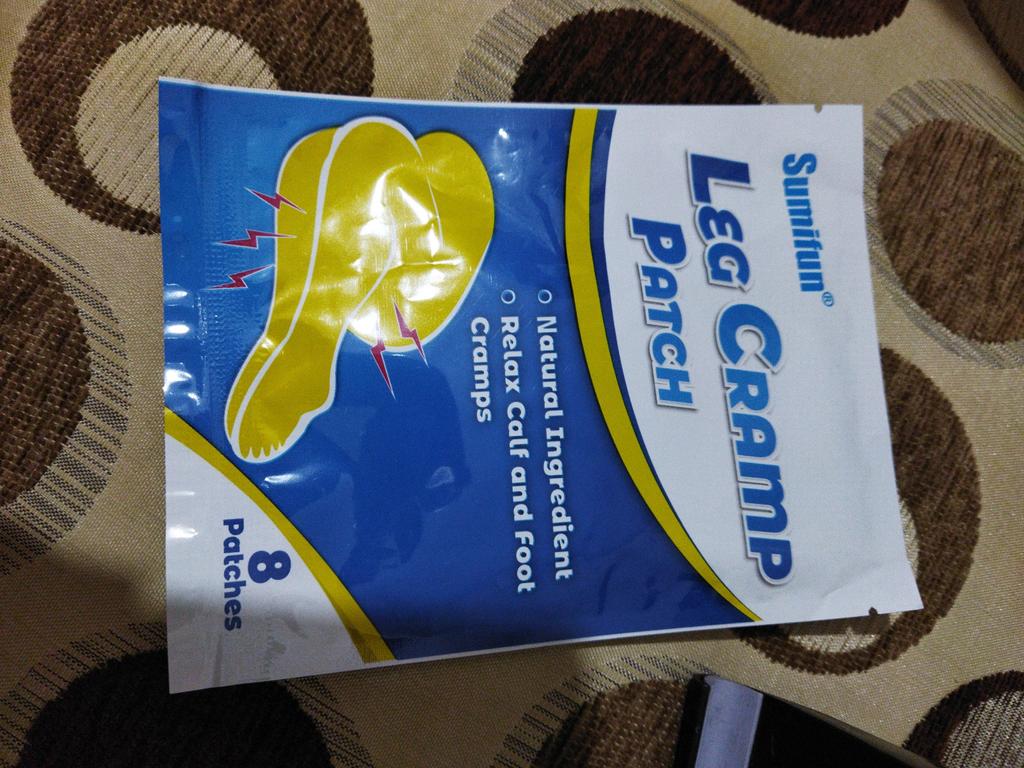 Sumifun®
LEG CRAMP
PATCH
Natural Ingredient
Relax Calf and Foot
Cramps
8
Patches